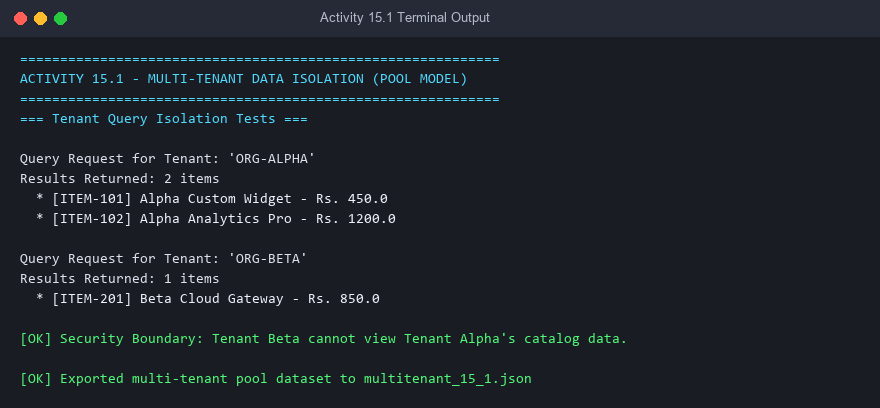 Activity 15.1 Terminal Output
============================================================
ACTIVITY 15.1 - MULTI-TENANT DATA ISOLATION (POOL MODEL)
============================================================
=== Tenant Query Isolation Tests ===
Query Request for Tenant: 'ORG-ALPHA'
Results Returned: 2 items
* [ITEM-101] Alpha Custom Widget - Rs. 450.0
* [ITEM-102] Alpha Analytics Pro - Rs. 1200.0
Query Request for Tenant: 'ORG-BETA'
Results Returned: 1 items
* [ITEM-201] Beta Cloud Gateway - Rs. 850.0
[OK] Security Boundary: Tenant Beta cannot view Tenant Alpha's catalog data.
[OK] Exported multi-tenant pool dataset to multitenant_15_1.json